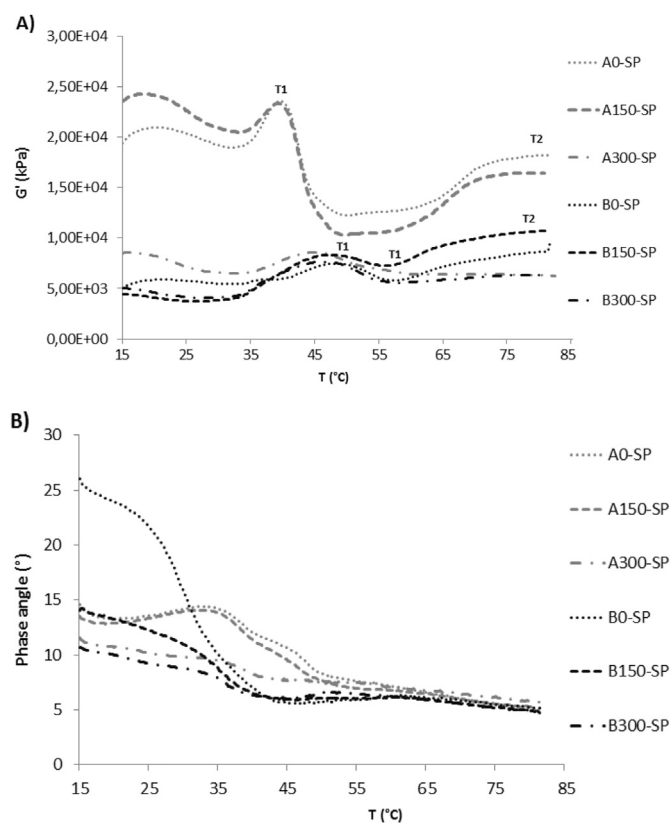 A)
3,00E+04
2,50E+04
2,00E+04
1,50E+04
1,00E+04
5,00E+03
0,00E+00
G' (kPa)
T1
T2
T1
T1
T2
15 25 35 45 55 65 75 85
T (°C)
A0-SP
A150-SP
A300-SP
B0-SP
B150-SP
B300-SP
B)
30
25
20
15
10
5
0
Phase angle (°)
15 25 35 45 55 65 75 85
T (°C)
A0-SP
A150-SP
A300-SP
B0-SP
B150-SP
B300-SP